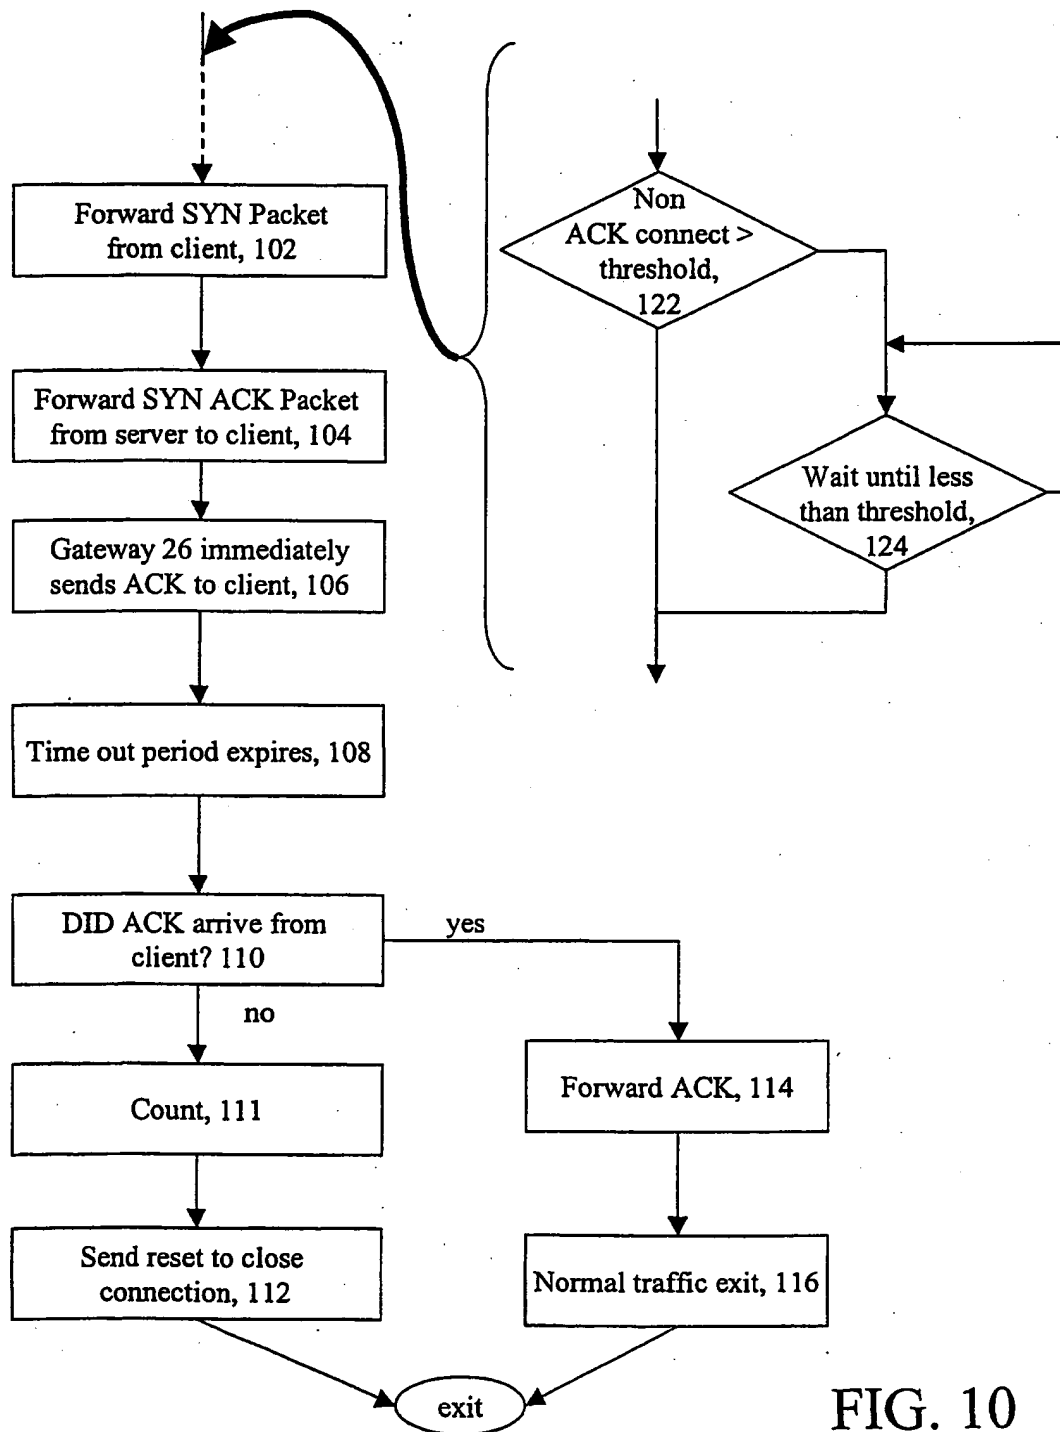 Forward SYN Packet
from client, 102
Forward SYN ACK Packet
from server to client, 104
Gateway 26 immediately
sends ACK to client, 106
Time out period expires, 108
DID ACK arrive from
client? 110
yes
no
Count, 111
Send reset to close
connection, 112
Forward ACK, 114
Normal traffic exit, 116
exit
Non
ACK connect >
threshold,
122
Wait until less
than threshold,
124
FIG. 10